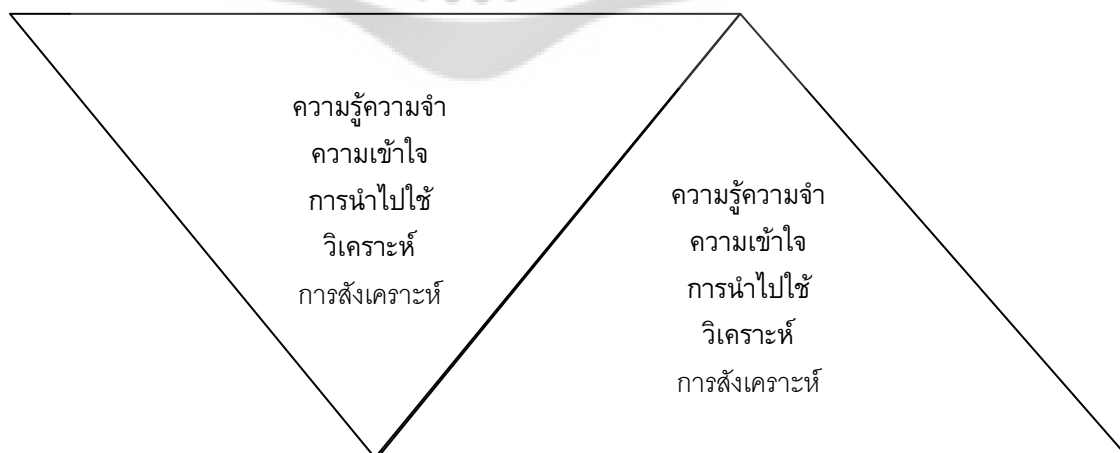 ความรู้ความจำ
ความเข้าใจ
การนำไปใช้
วิเคราะห์
การสังเคราะห์
ความรู้ความจำ
ความเข้าใจ
การนำไปใช้
วิเคราะห์
การสังเคราะห์